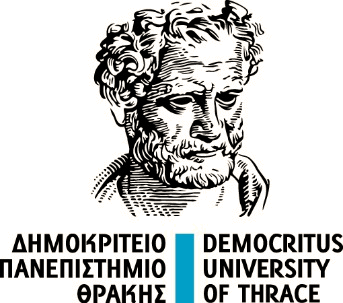 ΔΗΜΟΚΡΙΤΕΙΟ
ΠΑΝΕΠΙΣΤΗΜΙΟ
ΘΡΑΚΗΣ
DEMOCRITUS
UNIVERSITY
OF THRACE